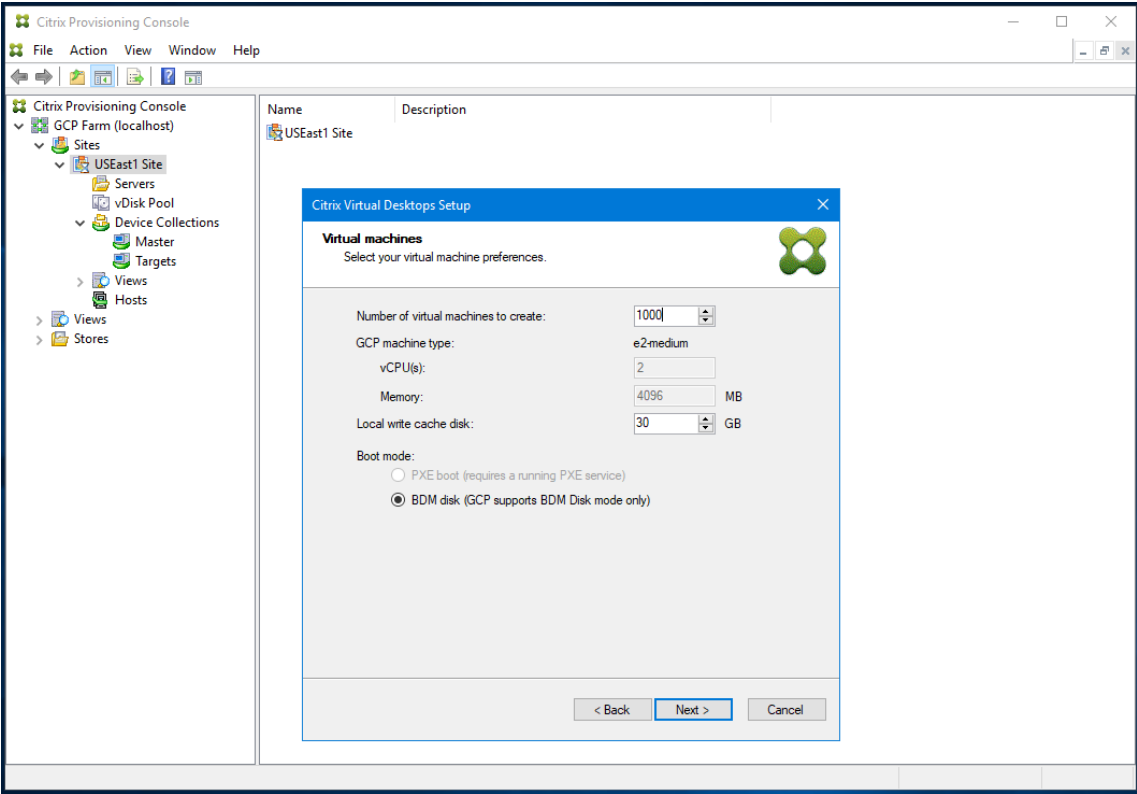 Citrix Provisioning Console
File Action View Window Help
Citrix Provisioning Console
GCP Farm (localhost)
Sites
USEast1 Site
Servers
vDisk Pool
Device Collections
Master
Targets
Views
Hosts
Views
Stores
Name Description
USEast1 Site
Citrix Virtual Desktops Setup
Virtual machines
Select your virtual machine preferences.
Number of virtual machines to create: 1000
GCP machine type: e2-medium
vCPU(s): 2
Memory: 4096 MB
Local write cache disk: 30 GB
Boot mode:
PXE boot (requires a running PXE service)
BDM disk (GCP supports BDM Disk mode only)
< Back Next > Cancel